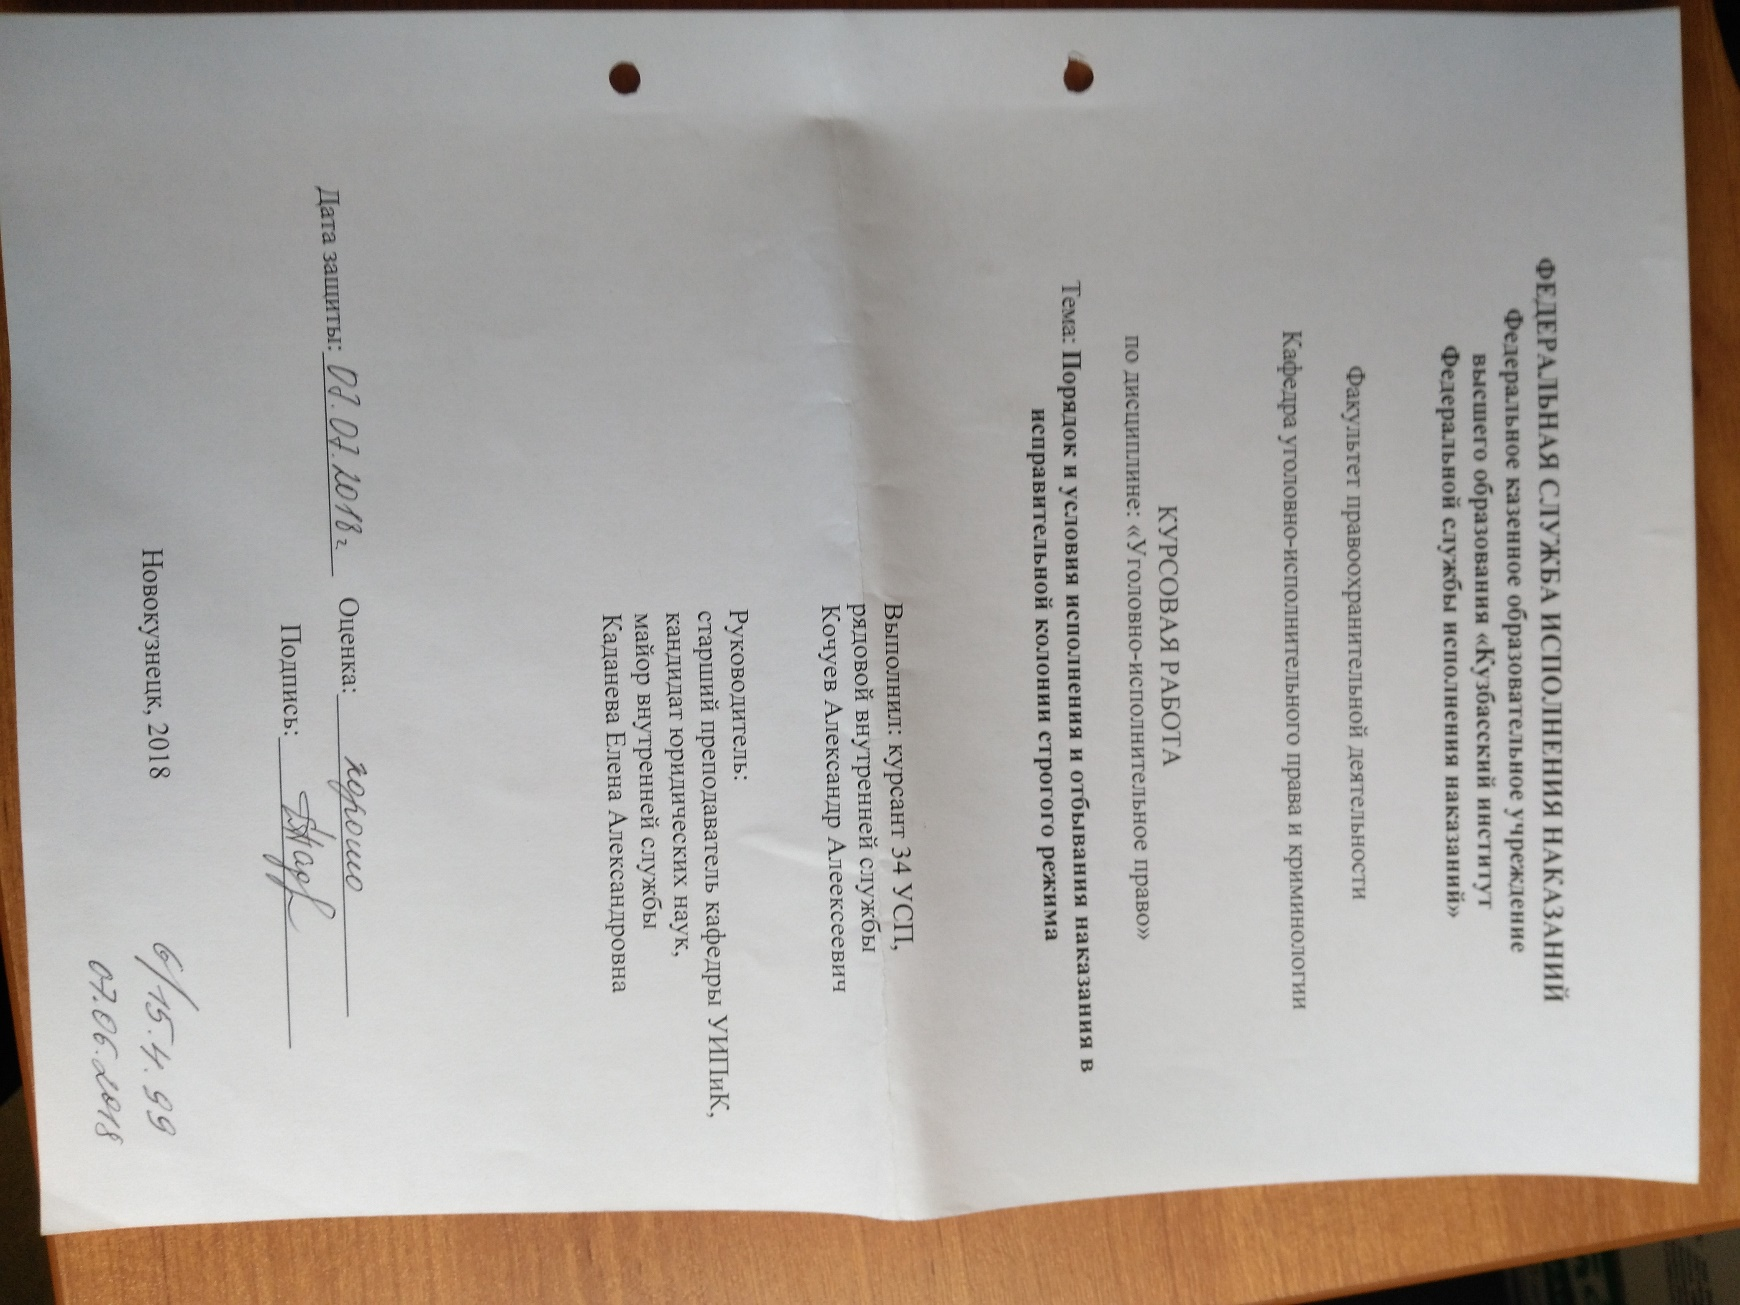 ФЕДЕРАЛЬНАЯ СЛУЖБА ИСПОЛНЕНИЯ НАКАЗАНИЙ
Федеральное казенное образовательное учреждение
высшего образования «Кузбасский институт
Федеральной службы исполнения наказаний»
Факультет правоохранительной деятельности
Кафедра уголовно-исполнительного права и криминологии
КУРСОВАЯ РАБОТА
по дисциплине: «Уголовно-исполнительное право»
Тема: Порядок и условия исполнения и отбывания наказания в
исправительной колонии строгого режима
Выполнил: курсант 34 УСП,
рядовой внутренней службы
Кочуев Александр Алеексеевич
Руководитель:
старший преподаватель кафедры УИПиК,
кандидат юридических наук,
майор внутренней службы
Каданева Елена Александровна
Дата защиты: 07.07.2018 г. Оценка: хорошо
Подпись:
6/15.4.99
07.06.2018
Новокузнецк, 2018